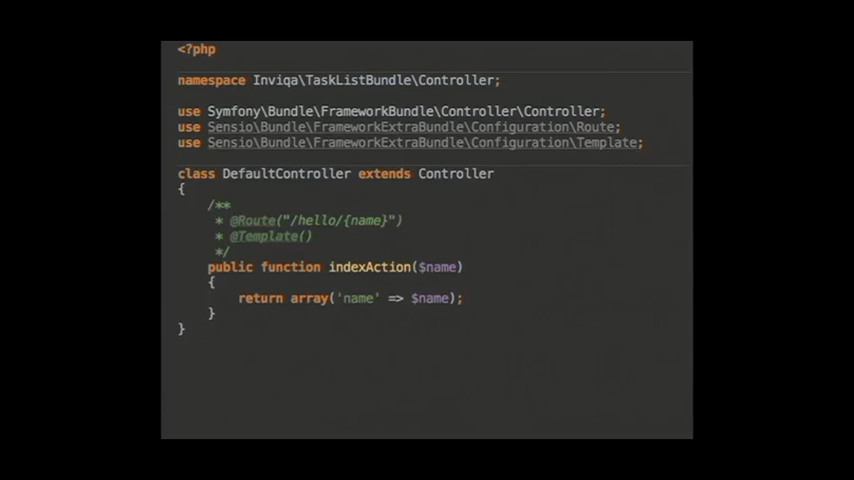 <?php
namespace Inviqa\TaskListBundle\Controller;
use Symfony\Bundle\FrameworkBundle\Controller\Controller;
use Sensio\Bundle\FrameworkExtraBundle\Configuration\Route;
use Sensio\Bundle\FrameworkExtraBundle\Configuration\Template;
class DefaultController extends Controller
{
/**
* @Route("/hello/{name}")
* @Template()
*/
public function indexAction($name)
{
return array('name' => $name);
}
}